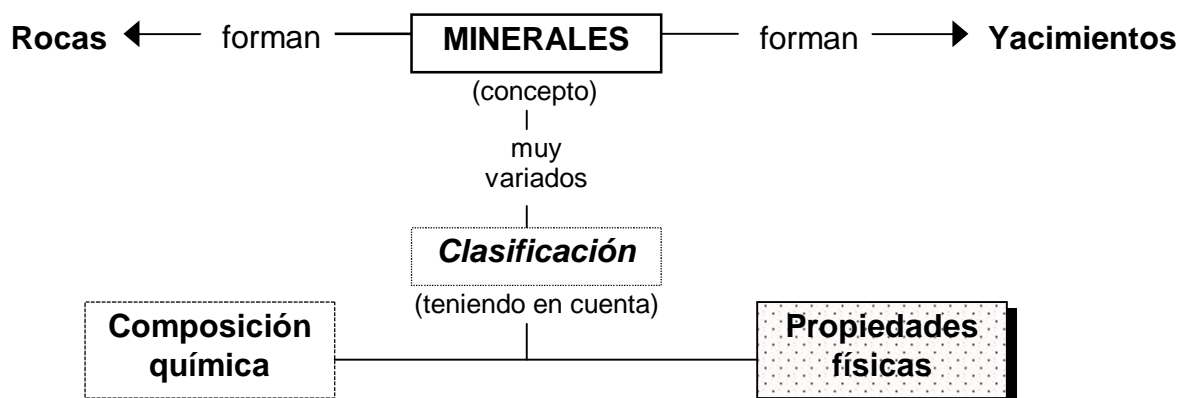 Rocas forman MINERALES forman Yacimientos
(concepto)
muy
variados
Clasificación
(teniendo en cuenta)
Composición
química
Propiedades
físicas